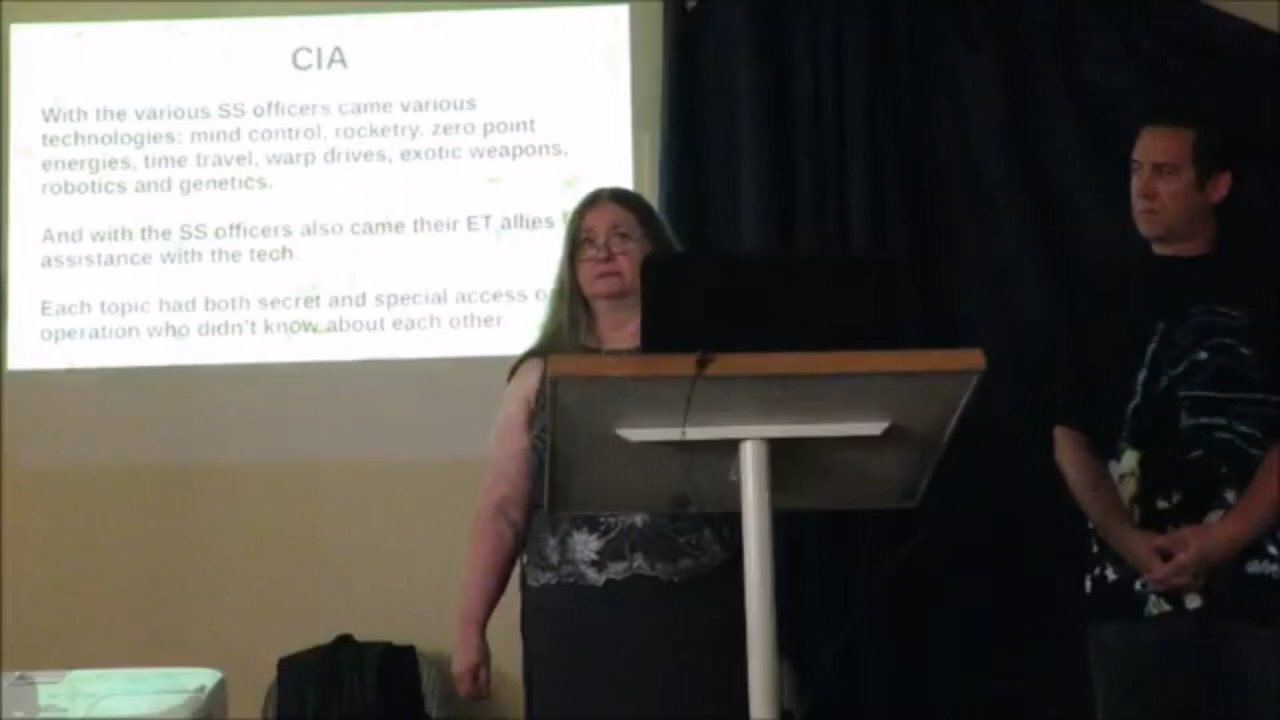 CIA
With the various SS officers came various
technologies: mind control, rocketry, zero point
energies, time travel, warp drives, exotic weapons,
robotics and genetics.
And with the SS officers also came their ET allies
assistance with the tech.
Each topic had both secret and special access
operation who didn't know about each other